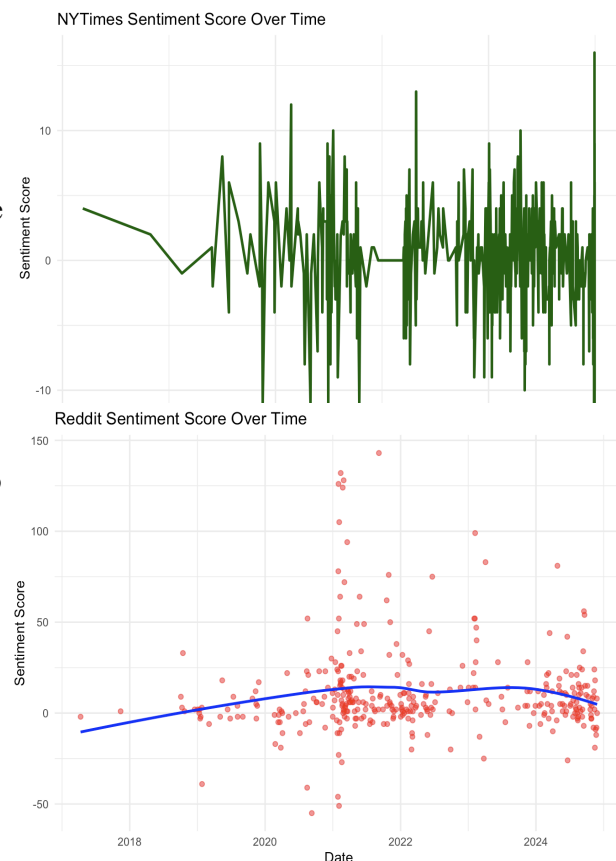 NYTimes Sentiment Score Over Time
Sentiment Score
10
0
-10
Reddit Sentiment Score Over Time
Sentiment Score
150
100
50
0
-50
2018 2020 2022 2024
Date